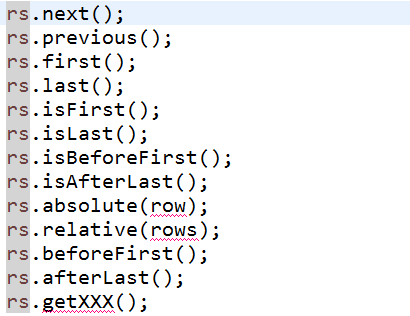 rs.next();
rs.previous();
rs.first();
rs.last();
rs.isFirst();
rs.isLast();
rs.isBeforeFirst();
rs.isAfterLast();
rs.absolute(row);
rs.relative(rows);
rs.beforeFirst();
rs.afterLast();
rs.getXXX();